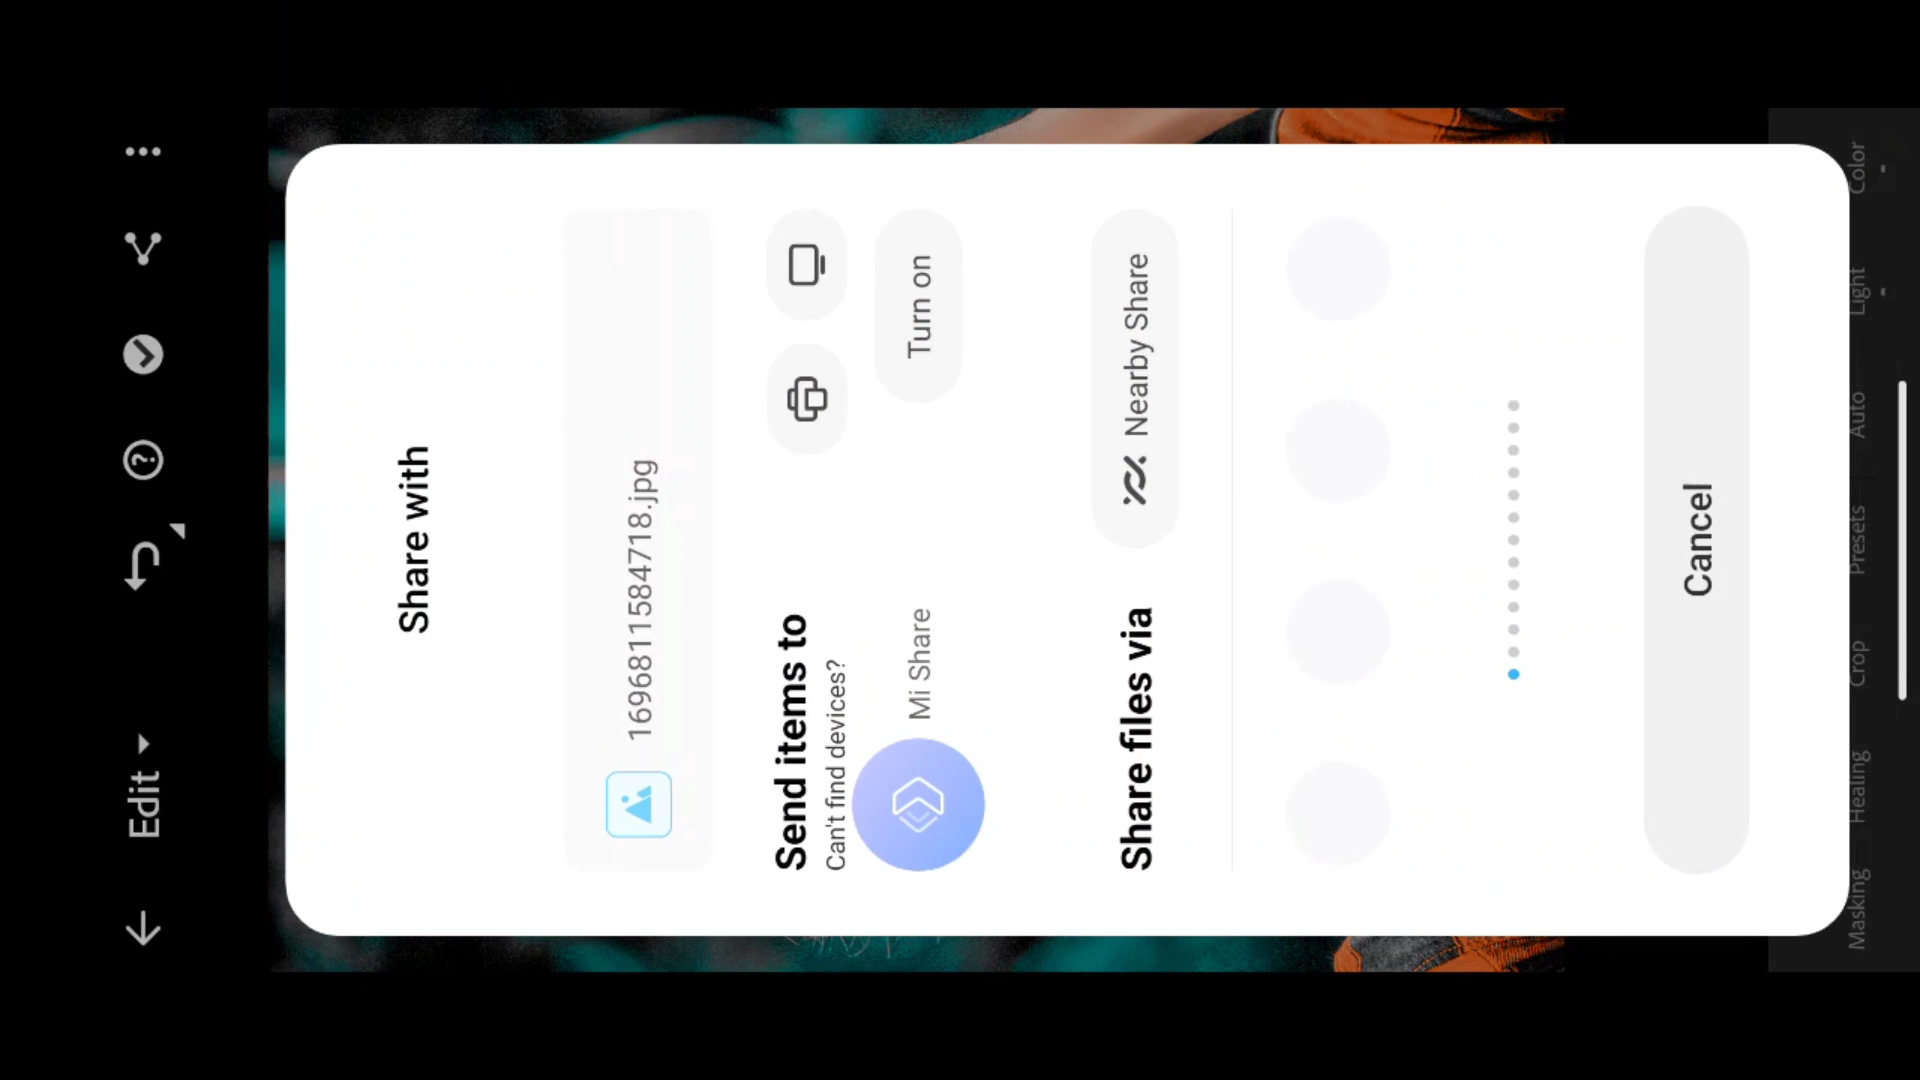 Edit
Share with
1696811584718.jpg
Send items to
Can't find devices?
Mi Share
Turn on
Share files via
Nearby Share
Cancel
Masking Healing Crop Presets Auto Light Color